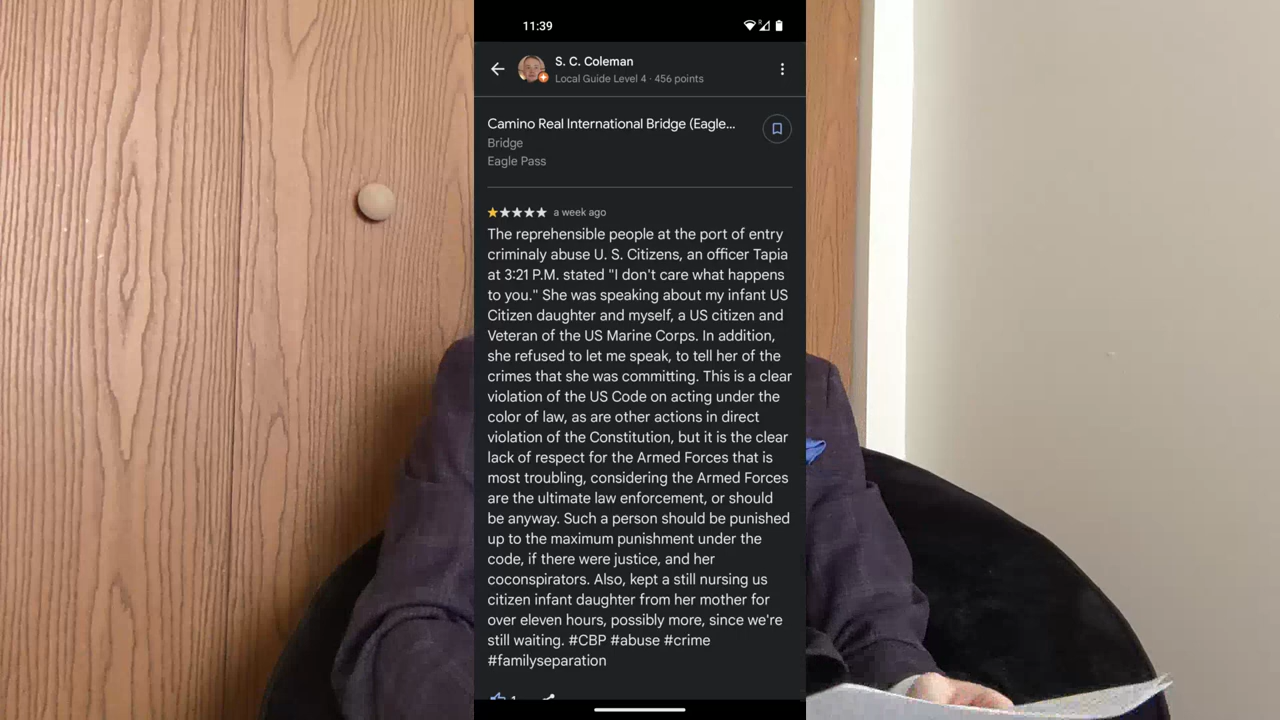 11:39
S. C. Coleman
Local Guide Level 4 · 456 points
Camino Real International Bridge (Eagle...
Bridge
Eagle Pass
a week ago
The reprehensible people at the port of entry
criminaly abuse U. S. Citizens, an officer Tapia
at 3:21 P.M. stated "I don't care what happens
to you." She was speaking about my infant US
Citizen daughter and myself, a US citizen and
Veteran of the US Marine Corps. In addition,
she refused to let me speak, to tell her of the
crimes that she was committing. This is a clear
violation of the US Code on acting under the
color of law, as are other actions in direct
violation of the Constitution, but it is the clear
lack of respect for the Armed Forces that is
most troubling, considering the Armed Forces
are the ultimate law enforcement, or should
be anyway. Such a person should be punished
up to the maximum punishment under the
code, if there were justice, and her
coconspirators. Also, kept a still nursing us
citizen infant daughter from her mother for
over eleven hours, possibly more, since we're
still waiting. #CBP #abuse #crime
#familyseparation